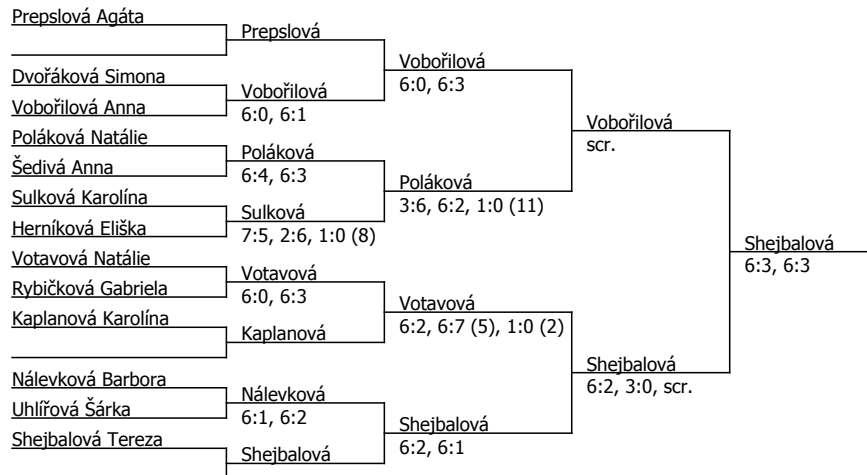 Prepslová Agáta
Dvořáková Simona
Vobořilová Anna
Poláková Natálie
Šedivá Anna
Sulková Karolína
Herníková Eliška
Votavová Natálie
Rybičková Gabriela
Kaplanová Karolína
Nálevková Barbora
Uhlířová Šárka
Shejbalová Tereza
Prepslová
Vobořilová
6:0, 6:1
Poláková
6:4, 6:3
Sulková
7:5, 2:6, 1:0 (8)
Votavová
6:0, 6:3
Kaplanová
Nálevková
6:1, 6:2
Shejbalová
Vobořilová
6:0, 6:3
Poláková
3:6, 6:2, 1:0 (11)
Votavová
6:2, 6:7 (5), 1:0 (2)
Shejbalová
6:2, 6:1
Vobořilová
scr.
Shejbalová
6:2, 3:0, scr.
Shejbalová
6:3, 6:3